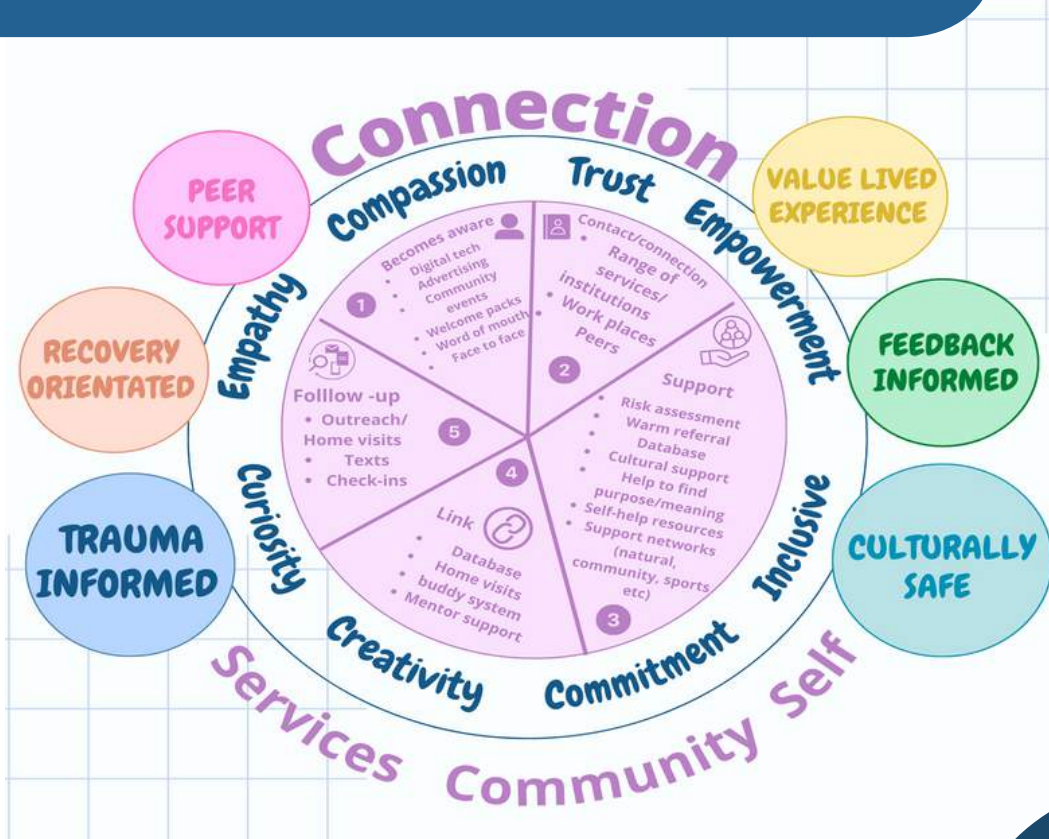 Connection
Compassion
Trust
Empowerment
Inclusive
Commitment
Creativity
Curiosity
Empathy
PEER
SUPPORT
RECOVERY
ORIENTATED
TRAUMA
INFORMED
VALUE LIVED
EXPERIENCE
FEEDBACK
INFORMED
CULTURALLY
SAFE
Becomes aware
• Digital tech
• Advertising
• Community
events
• Welcome packs
• Word of mouth
• Face to face
1
Contact/connection
• Range of
services/
institutions
• Work places
• Peers
2
Support
• Risk assessment
• Warm referral
• Database
• Cultural support
• Help to find
purpose/meaning
• Self-help resources
• Support networks
(natural,
community, sports
etc)
3
4
Link
• Database
• Home visits
• buddy system
• Mentor support
Folllow -up
• Outreach/
Home visits
• Texts
• Check-ins
5
Services Community Self